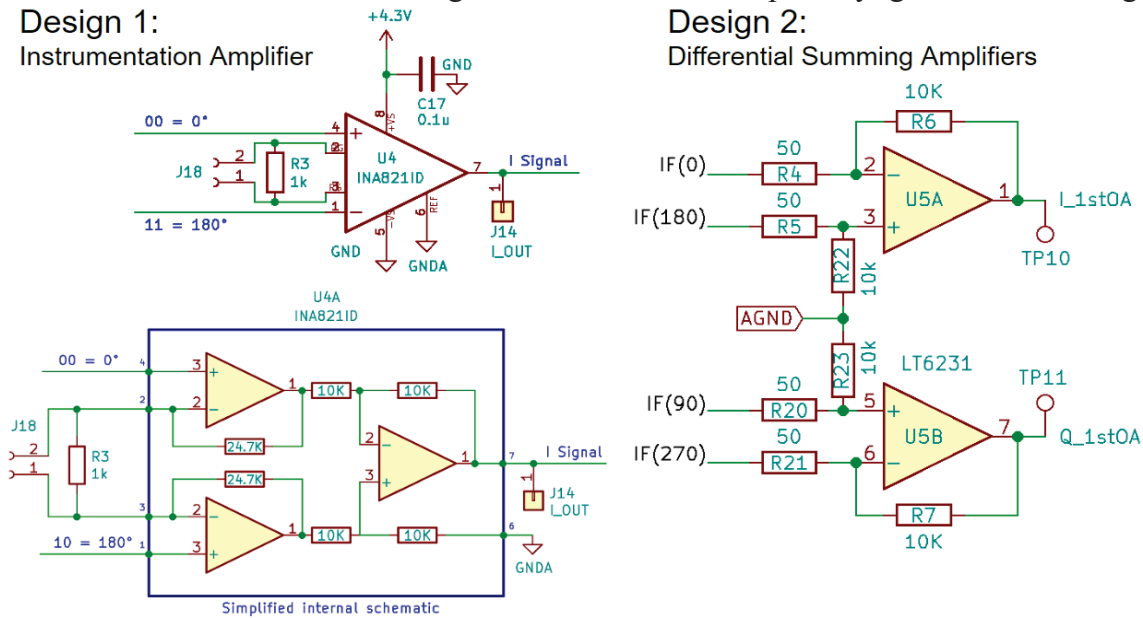 Design 1:
Instrumentation Amplifier
+4.3V
GND
C17
0.1u
00 = 0°
4
+
8
+VS
2
RG
J18
2
1
R3
1k
U4
INA821ID
7
I Signal
3
RG
1
-
11 = 180°
5
-VS
6
REF
GND
GNDA
1
J14
I_OUT
U4A
INA821ID
00 = 0°
4
3
+
2
-
1
10K
10K
2
J18
2
1
R3
1k
24.7K
24.7K
2
-
3
+
1
7
I Signal
1
J14
I_OUT
3
2
-
1
10K
10K
6
10 = 180°
1
3
+
GNDA
Simplified internal schematic
Design 2:
Differential Summing Amplifiers
10K
R6
IF(0)
50
R4
2
-
U5A
1
I_1stOA
IF(180)
50
R5
3
+
TP10
R22
10k
AGND
R23
10k
LT6231
TP11
IF(90)
50
R20
5
+
U5B
7
Q_1stOA
IF(270)
50
R21
6
-
R7
10K